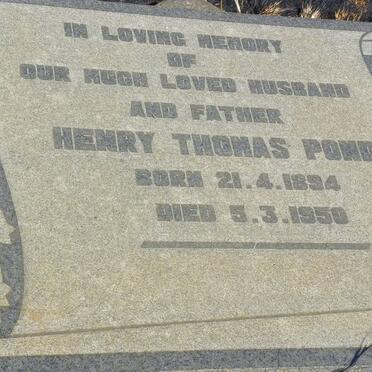 IN LOVING MEMORY
OF
OUR MUCH LOVED HUSBAND
AND FATHER
HENRY THOMAS POND
BORN 21.4.1894
DIED 5.3.1950